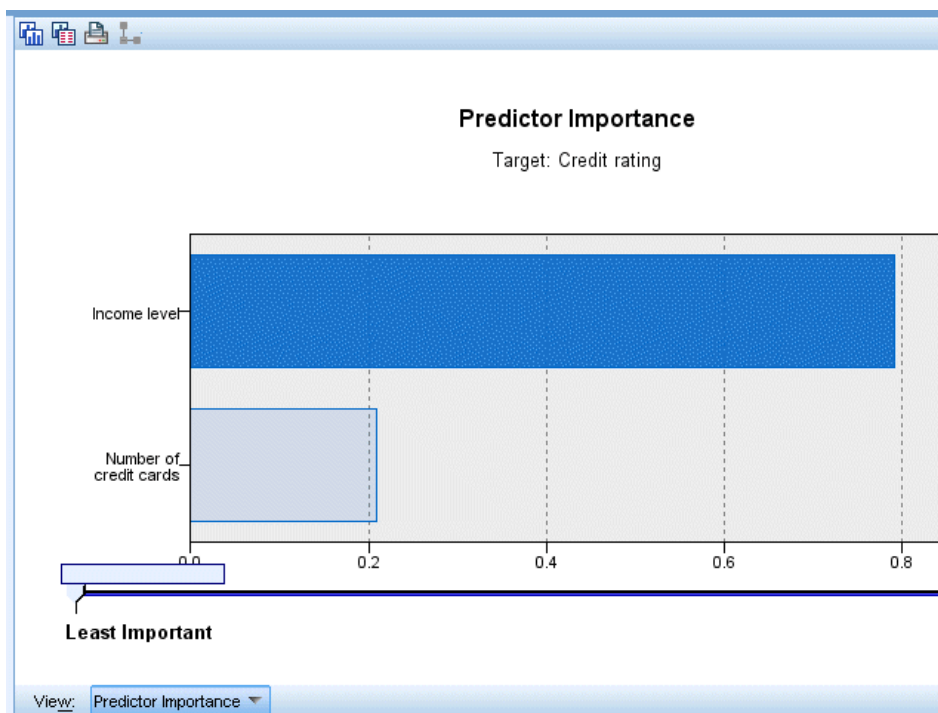 Predictor Importance
Target: Credit rating
Income level
Number of
credit cards
0.0 0.2 0.4 0.6 0.8
Least Important
View: Predictor Importance